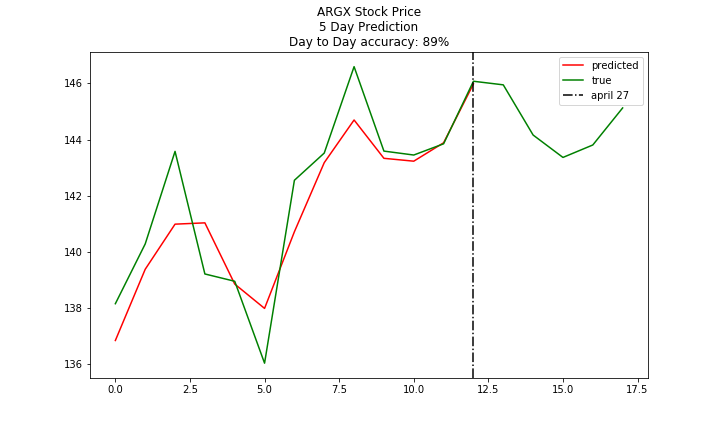 ARGX Stock Price
5 Day Prediction
Day to Day accuracy: 89%
predicted
true
april 27
146
144
142
140
138
136
0.0 2.5 5.0 7.5 10.0 12.5 15.0 17.5